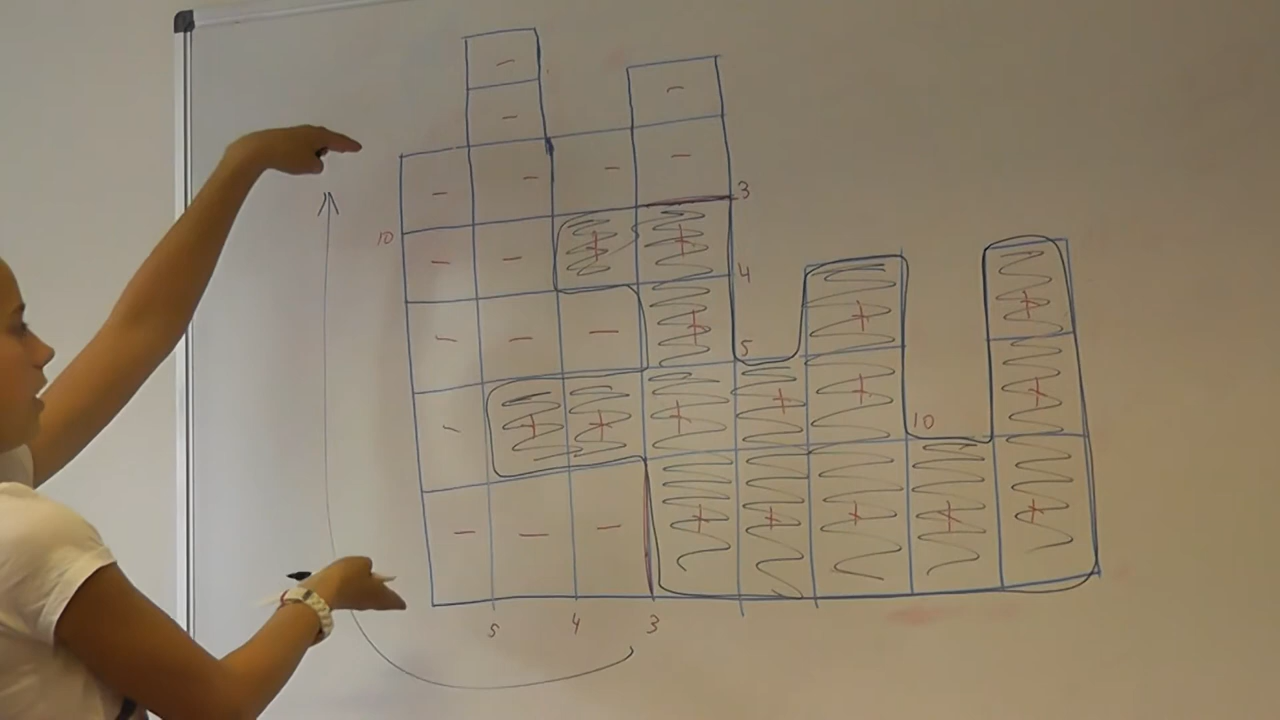 -
- -
- - - -
3
10 - - + +
4
- - - + +
+
5
- + + + + + +
10
- - - + + + + +
5 4 3